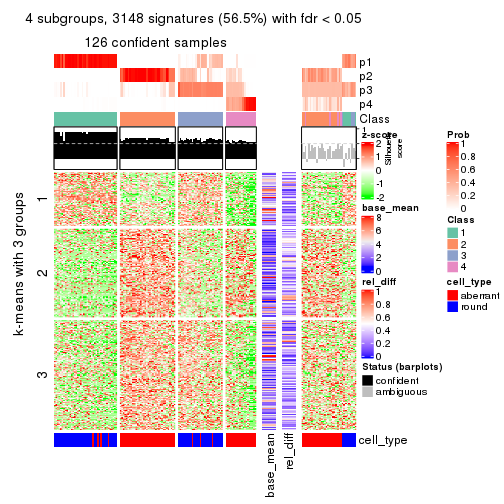 4 subgroups, 3148 signatures (56.5%) with fdr < 0.05
126 confident samples
p1
p2
p3
p4
Class
1
Silhouette
score
k-means with 3 groups
1
2
3
z-score
2
1
0
-1
-2
base_mean
8
6
4
2
0
rel_diff
1
0.8
0.6
0.4
0.2
0
Status (barplots)
confident
ambiguous
Prob
1
0.8
0.6
0.4
0.2
0
Class
1
2
3
4
cell_type
aberrant
round
cell_type
base_mean
rel_diff